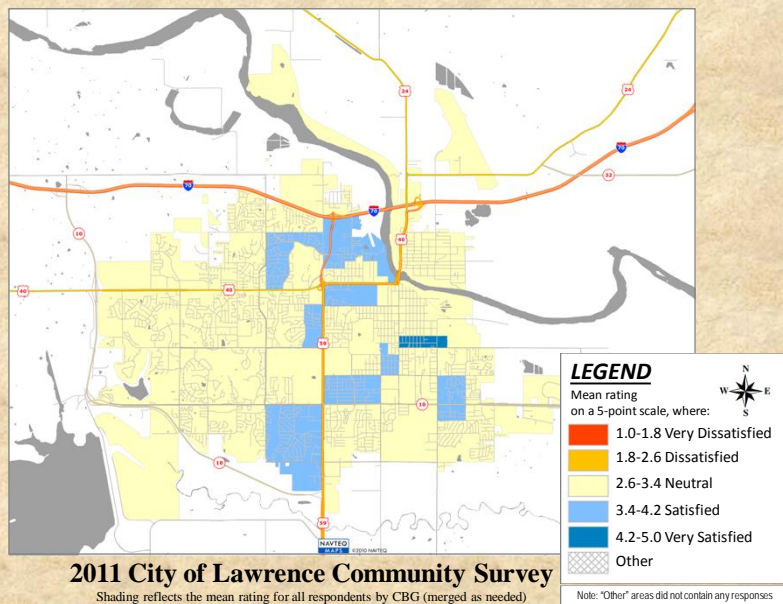 24
24
70
32
70
10
70
40
40
40
59
10
10
59
NAVTEQ
MAPS ©2010 NAVTEQ
LEGEND
Mean rating
on a 5-point scale, where:
N
W E
S
1.0-1.8 Very Dissatisfied
1.8-2.6 Dissatisfied
2.6-3.4 Neutral
3.4-4.2 Satisfied
4.2-5.0 Very Satisfied
Other
2011 City of Lawrence Community Survey
Shading reflects the mean rating for all respondents by CBG (merged as needed)
Note: "Other" areas did not contain any responses